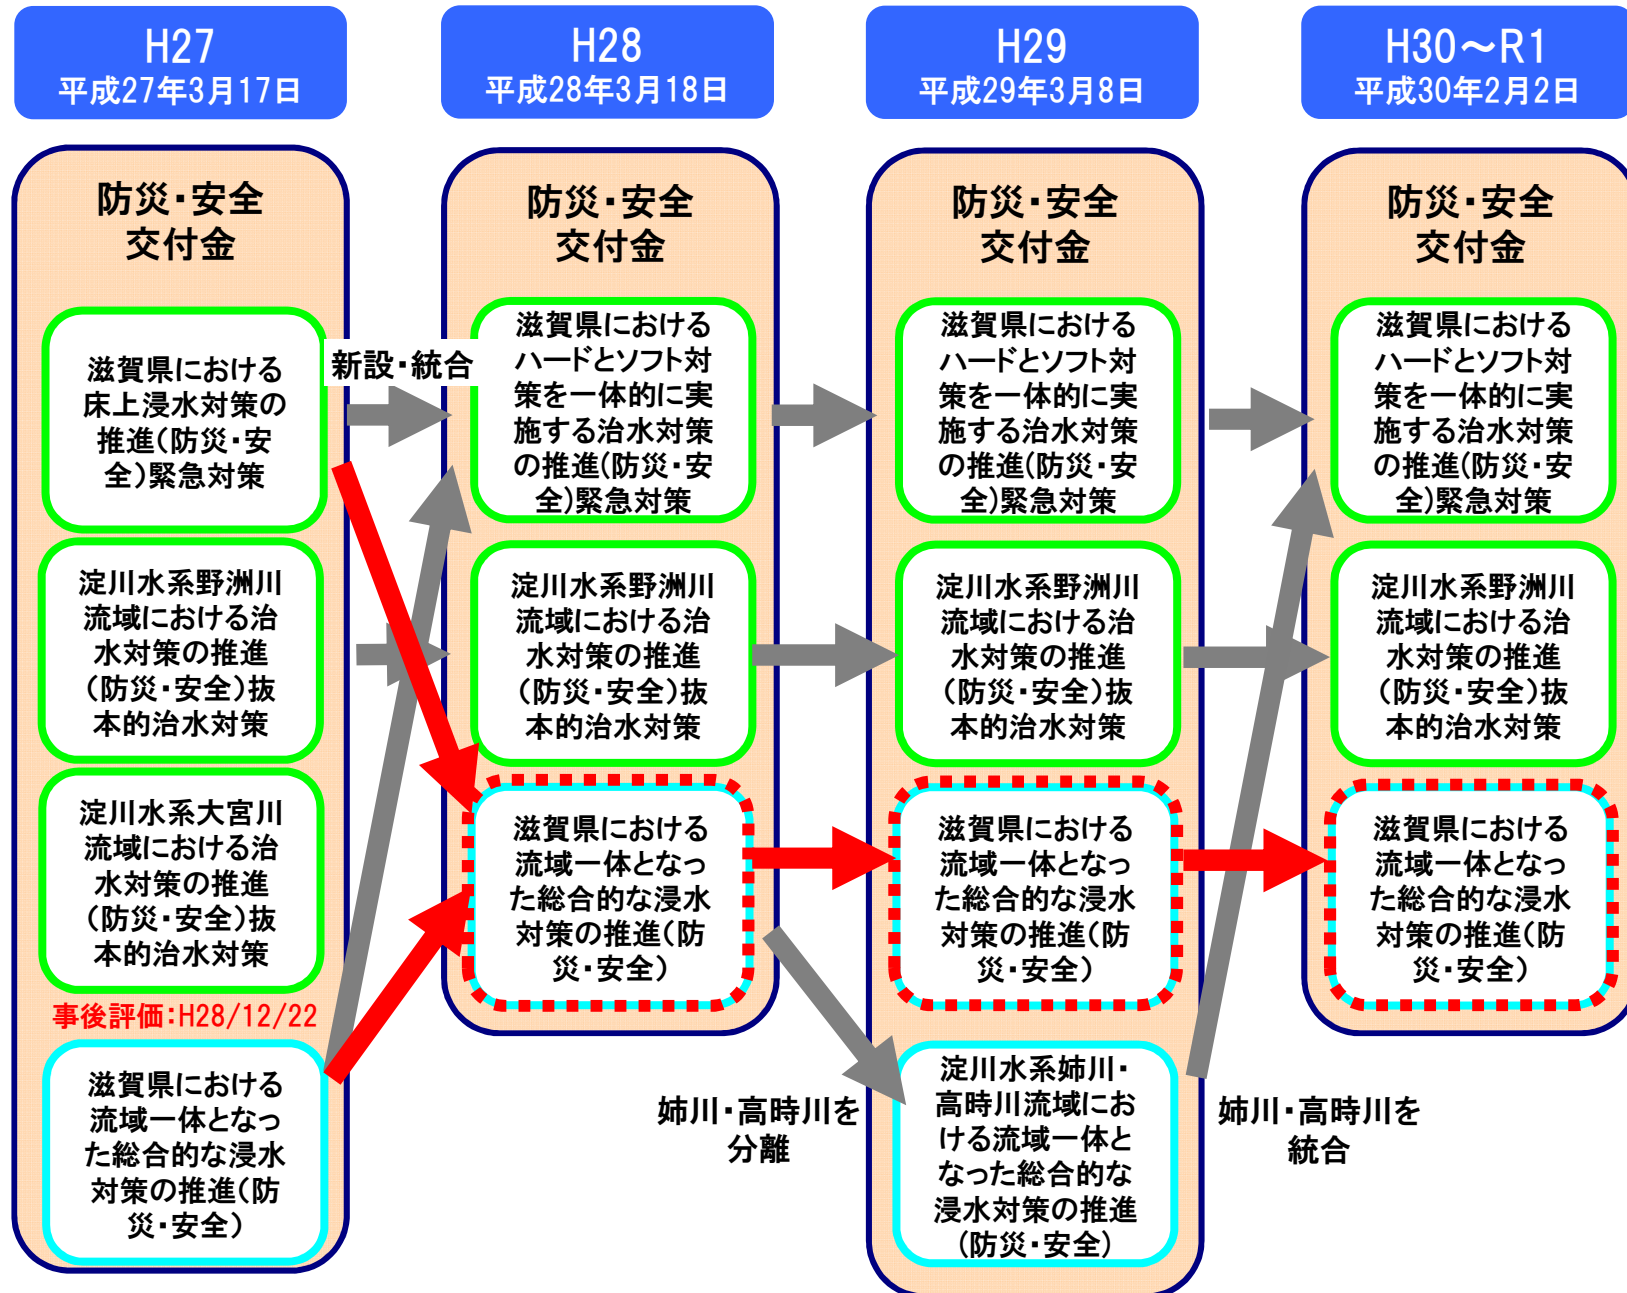 H27
平成27年3月17日
防災・安全
交付金
滋賀県における
床上浸水対策の
推進(防災・安
全)緊急対策
淀川水系野洲川
流域における治
水対策の推進
(防災・安全)抜
本的治水対策
淀川水系大宮川
流域における治
水対策の推進
(防災・安全)抜
本的治水対策
事後評価:H28/12/22
滋賀県における
流域一体となっ
た総合的な浸水
対策の推進(防
災・安全)
新設・統合
H28
平成28年3月18日
防災・安全
交付金
滋賀県における
ハードとソフト対
策を一体的に実
施する治水対策
の推進(防災・安
全)緊急対策
淀川水系野洲川
流域における治
水対策の推進
(防災・安全)抜
本的治水対策
滋賀県における
流域一体となっ
た総合的な浸水
対策の推進(防
災・安全)
姉川・高時川を
分離
H29
平成29年3月8日
防災・安全
交付金
滋賀県における
ハードとソフト対
策を一体的に実
施する治水対策
の推進(防災・安
全)緊急対策
淀川水系野洲川
流域における治
水対策の推進
(防災・安全)抜
本的治水対策
滋賀県における
流域一体となっ
た総合的な浸水
対策の推進(防
災・安全)
淀川水系姉川・
高時川流域にお
ける流域一体と
なった総合的な
浸水対策の推進
(防災・安全)
姉川・高時川を
統合
H30～R1
平成30年2月2日
防災・安全
交付金
滋賀県における
ハードとソフト対
策を一体的に実
施する治水対策
の推進(防災・安
全)緊急対策
淀川水系野洲川
流域における治
水対策の推進
(防災・安全)抜
本的治水対策
滋賀県における
流域一体となっ
た総合的な浸水
対策の推進(防
災・安全)